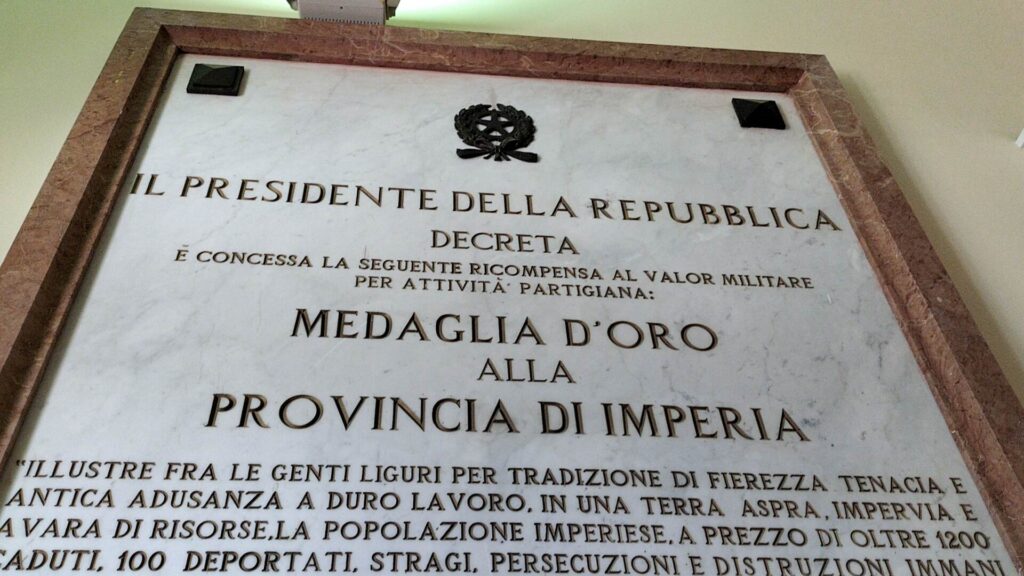 IL PRESIDENTE DELLA REPUBBLICA
DECRETA
È CONCESSA LA SEGUENTE RICOMPENSA AL VALOR MILITARE
PER ATTIVITÀ PARTIGIANA:
MEDAGLIA D'ORO
ALLA
PROVINCIA DI IMPERIA
"ILLUSTRE FRA LE GENTI LIGURI PER TRADIZIONE DI FIEREZZA TENACIA E
ANTICA ADUSANZA A DURO LAVORO, IN UNA TERRA ASPRA, IMPERVIA E
AVARA DI RISORSE, LA POPOLAZIONE IMPERIESE, A PREZZO DI OLTRE 1200
CADUTI, 100 DEPORTATI, STRAGI, PERSECUZIONI E DISTRUZIONI IMMANI